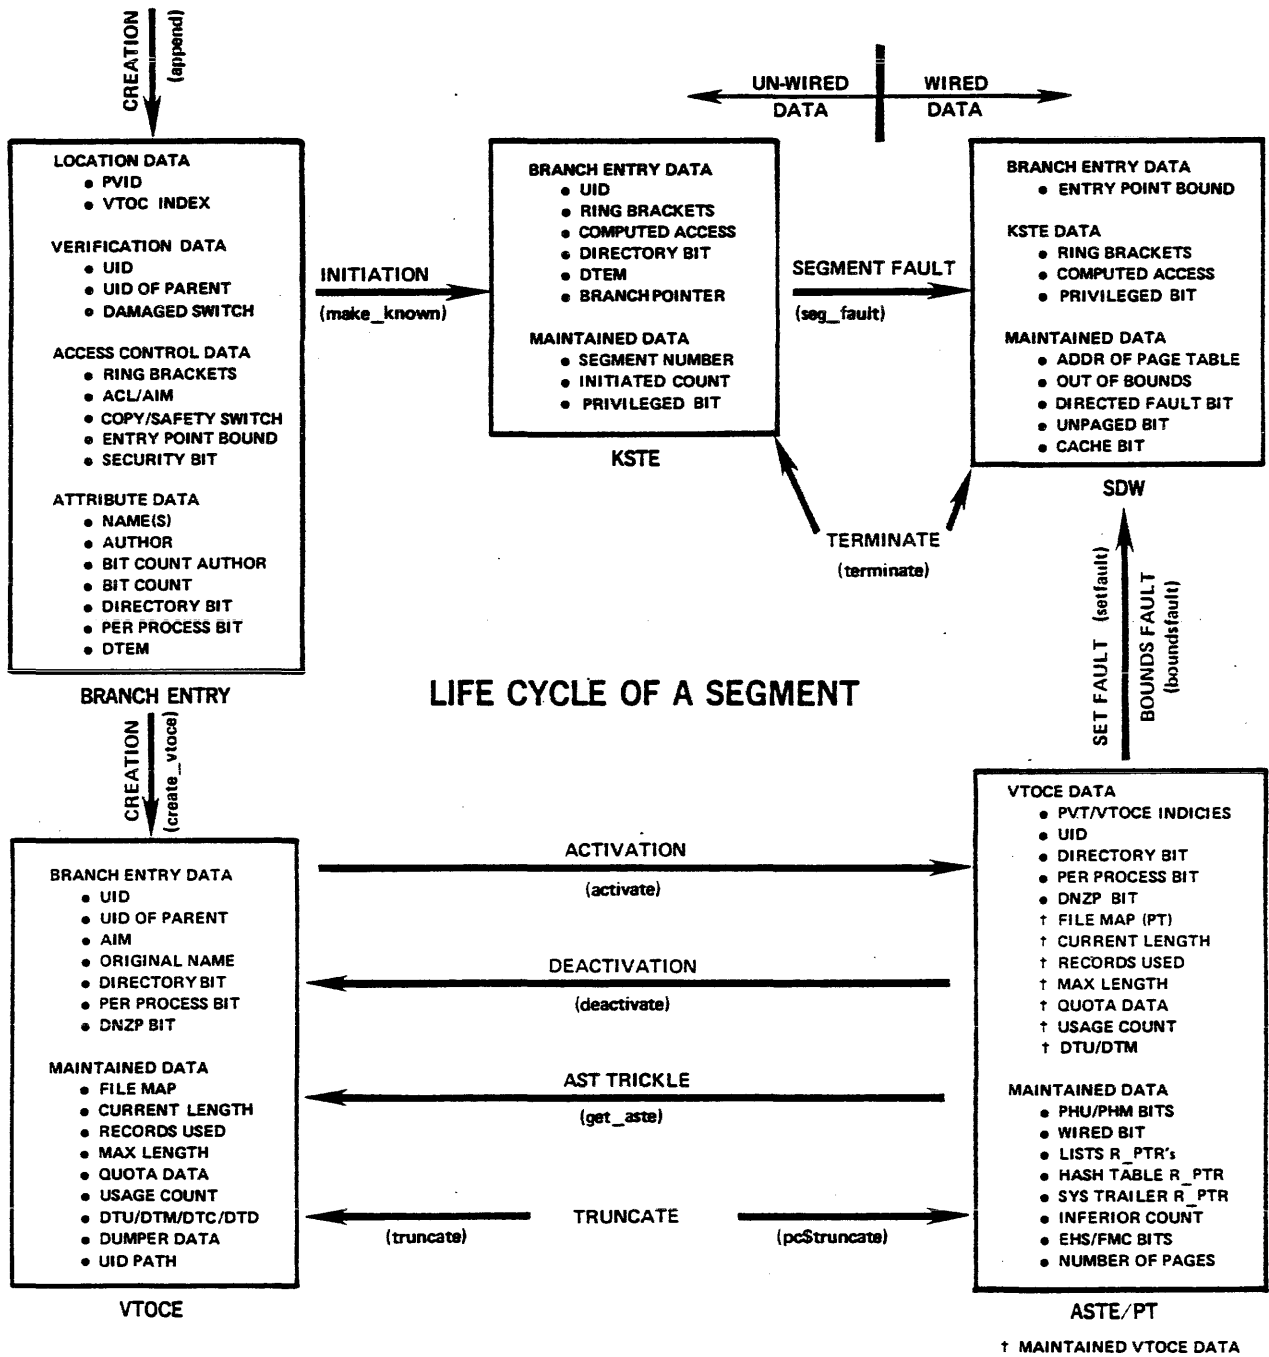 CREATION
(append)
UN-WIRED DATA
WIRED DATA
LOCATION DATA
● PVID
● VTOC INDEX
VERIFICATION DATA
● UID
● UID OF PARENT
● DAMAGED SWITCH
ACCESS CONTROL DATA
● RING BRACKETS
● ACL/AIM
● COPY/SAFETY SWITCH
● ENTRY POINT BOUND
● SECURITY BIT
ATTRIBUTE DATA
● NAME(S)
● AUTHOR
● BIT COUNT AUTHOR
● BIT COUNT
● DIRECTORY BIT
● PER PROCESS BIT
● DTEM
BRANCH ENTRY
INITIATION
(make_known)
BRANCH ENTRY DATA
● UID
● RING BRACKETS
● COMPUTED ACCESS
● DIRECTORY BIT
● DTEM
● BRANCH POINTER
MAINTAINED DATA
● SEGMENT NUMBER
● INITIATED COUNT
● PRIVILEGED BIT
KSTE
SEGMENT FAULT
(seg_fault)
BRANCH ENTRY DATA
● ENTRY POINT BOUND
KSTE DATA
● RING BRACKETS
● COMPUTED ACCESS
● PRIVILEGED BIT
MAINTAINED DATA
● ADDR OF PAGE TABLE
● OUT OF BOUNDS
● DIRECTED FAULT BIT
● UNPAGED BIT
● CACHE BIT
SDW
TERMINATE
(terminate)
SET FAULT (setfault)
BOUNDS FAULT
(boundsfault)
LIFE CYCLE OF A SEGMENT
CREATION
(create_vtoce)
BRANCH ENTRY DATA
● UID
● UID OF PARENT
● AIM
● ORIGINAL NAME
● DIRECTORY BIT
● PER PROCESS BIT
● DNZP BIT
MAINTAINED DATA
● FILE MAP
● CURRENT LENGTH
● RECORDS USED
● MAX LENGTH
● QUOTA DATA
● USAGE COUNT
● DTU/DTM/DTC/DTD
● DUMPER DATA
● UID PATH
VTOCE
ACTIVATION
(activate)
DEACTIVATION
(deactivate)
AST TRICKLE
(get_aste)
TRUNCATE
(truncate)
(pc$truncate)
VTOCE DATA
● PVT/VTOCE INDICIES
● UID
● DIRECTORY BIT
● PER PROCESS BIT
● DNZP BIT
† FILE MAP (PT)
† CURRENT LENGTH
† RECORDS USED
† MAX LENGTH
† QUOTA DATA
† USAGE COUNT
† DTU/DTM
MAINTAINED DATA
● PHU/PHM BITS
● WIRED BIT
● LISTS R_PTR's
● HASH TABLE R_PTR
● SYS TRAILER R_PTR
● INFERIOR COUNT
● EHS/FMC BITS
● NUMBER OF PAGES
ASTE/PT
† MAINTAINED VTOCE DATA